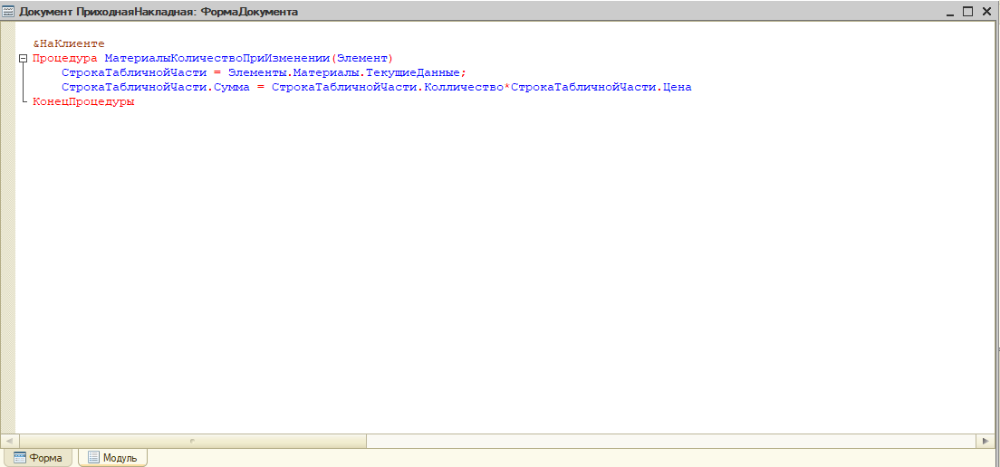 Документ ПриходнаяНакладная: ФормаДокумента
&НаКлиенте
Процедура МатериалыКоличествоПриИзменении(Элемент)
СтрокаТабличнойЧасти = Элементы.Материалы.ТекущиеДанные;
СтрокаТабличнойЧасти.Сумма = СтрокаТабличнойЧасти.Колличество*СтрокаТабличнойЧасти.Цена
КонецПроцедуры
Форма Модуль